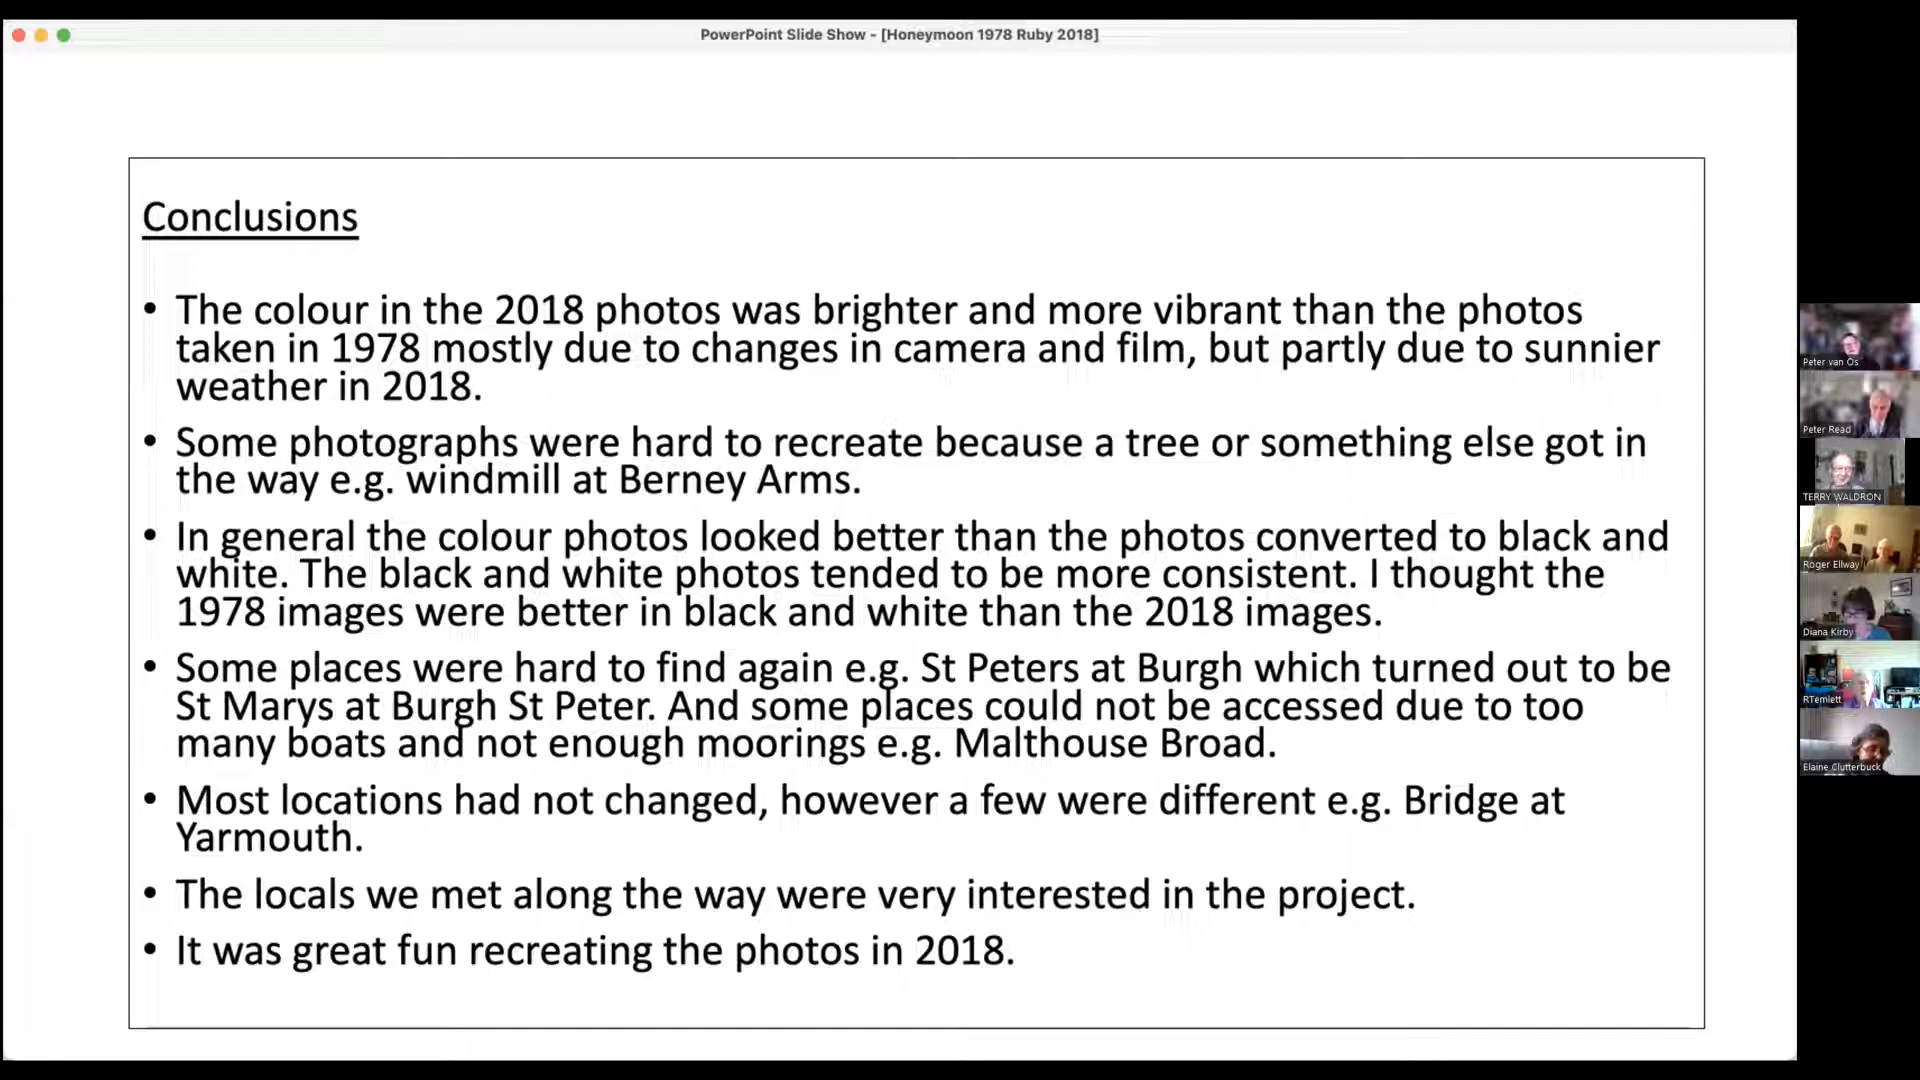 PowerPoint Slide Show - [Honeymoon 1978 Ruby 2018]
Conclusions
• The colour in the 2018 photos was brighter and more vibrant than the photos
taken in 1978 mostly due to changes in camera and film, but partly due to sunnier
weather in 2018.
• Some photographs were hard to recreate because a tree or something else got in
the way e.g. windmill at Berney Arms.
• In general the colour photos looked better than the photos converted to black and
white. The black and white photos tended to be more consistent. I thought the
1978 images were better in black and white than the 2018 images.
• Some places were hard to find again e.g. St Peters at Burgh which turned out to be
St Marys at Burgh St Peter. And some places could not be accessed due to too
many boats and not enough moorings e.g. Malthouse Broad.
• Most locations had not changed, however a few were different e.g. Bridge at
Yarmouth.
• The locals we met along the way were very interested in the project.
• It was great fun recreating the photos in 2018.
Peter van Os
Peter Read
TERRY WALDRON
Roger Ellway
Diana Kirby
RTemlett
Elaine Clutterbuck